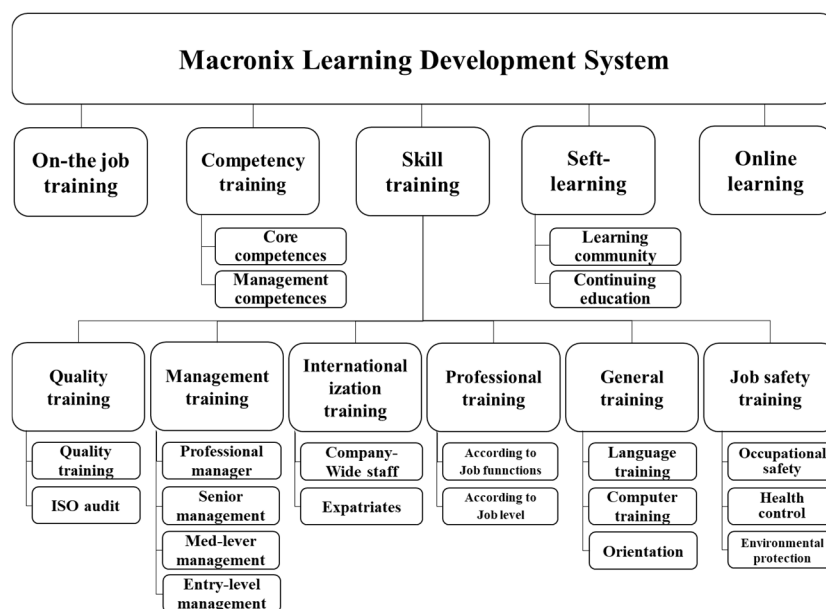 Macronix Learning Development System
On-the job
training
Competency
training
Skill
training
Seft-
learning
Online
learning
Core
competences
Management
competences
Learning
community
Continuing
education
Quality
training
Management
training
International
ization
training
Professional
training
General
training
Job safety
training
Quality
training
ISO audit
Professional
manager
Senior
management
Med-lever
management
Entry-level
management
Company-
Wide staff
Expatriates
According to
Job funnctions
According to
Job level
Language
training
Computer
training
Orientation
Occupational
safety
Health
control
Environmental
protection